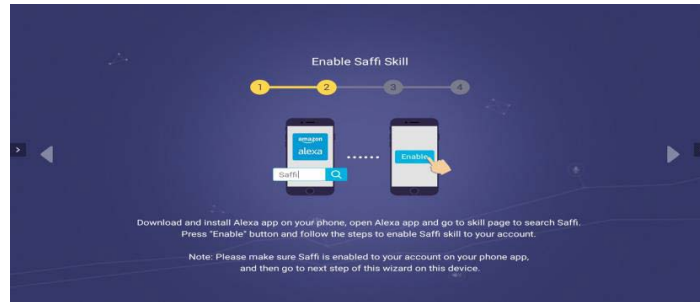 Enable Saffi Skill
1 2 3 4
amazon
alexa
Saffi
Enable
Download and install Alexa app on your phone, open Alexa app and go to skill page to search Saffi.
Press "Enable" button and follow the steps to enable Saffi skill to your account.
Note: Please make sure Saffi is enabled to your account on your phone app,
and then go to next step of this wizard on this device.